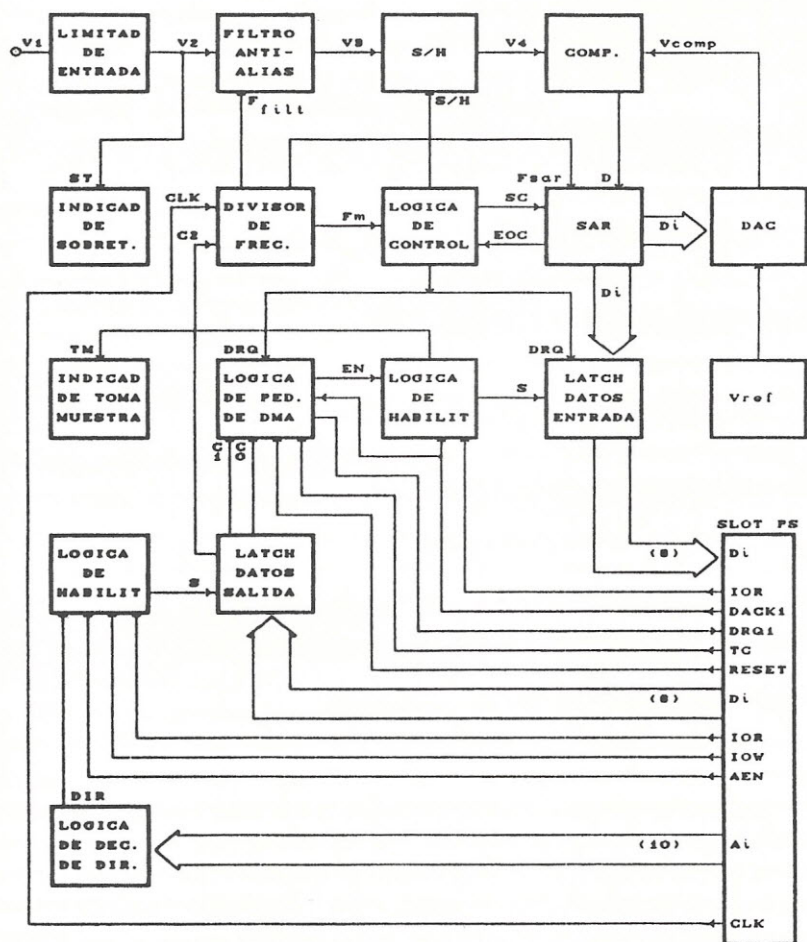 V1
LIMITAD
DE
ENTRADA
V2
FILTRO
ANTI-
ALIAS
V3
S/H
V4
COMP.
Vcomp
Ffilt
S/H
ST
INDICAD
DE
SOBRET.
CLK
C2
DIVISOR
DE
FREC.
Fm
LOGICA
DE
CONTROL
SC
EOC
Fsar
D
SAR
Di
DAC
Di
TM
INDICAD
DE TOMA
MUESTRA
DRQ
LOGICA
DE PED.
DE DMA
EN
LOGICA
DE
HABILIT
S
DRQ
LATCH
DATOS
ENTRADA
Vref
C1
C0
LOGICA
DE
HABILIT
S
LATCH
DATOS
SALIDA
SLOT PS
(8)
Di
IOR
DACK1
DRQ1
TC
RESET
(8)
Di
IOR
IOW
AEN
DIR
LOGICA
DE DEC.
DE DIR.
(10)
Ai
CLK